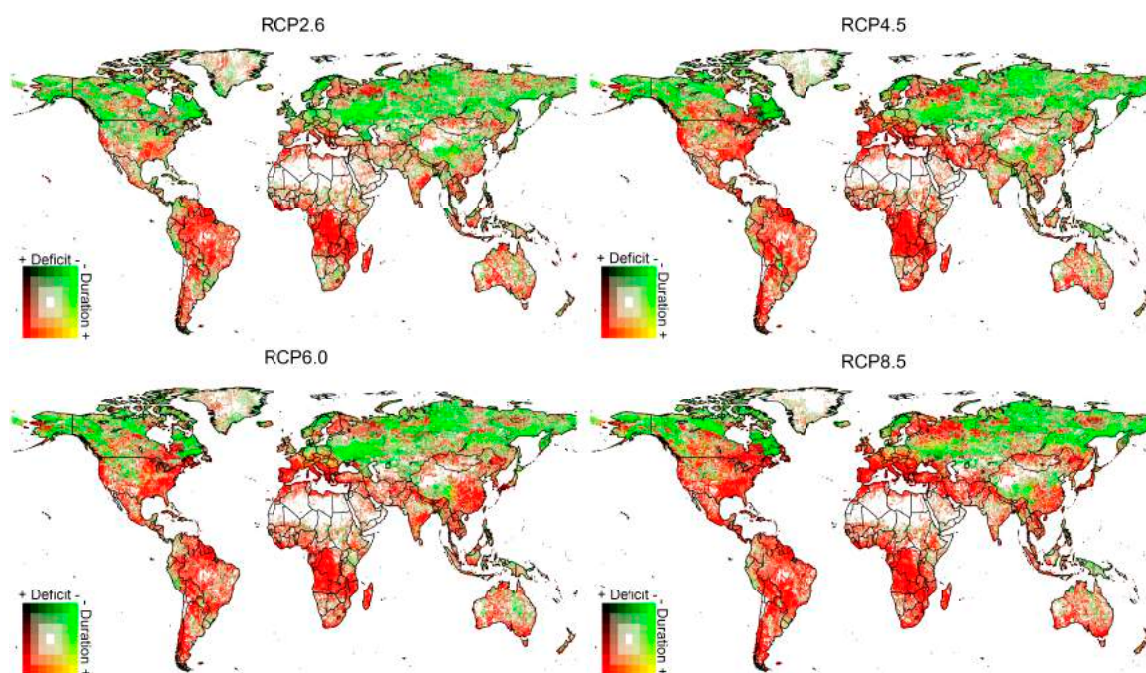 RCP2.6
RCP4.5
+ Deficit -
- Duration +
+ Deficit -
- Duration +
RCP6.0
RCP8.5
+ Deficit -
- Duration +
+ Deficit -
- Duration +